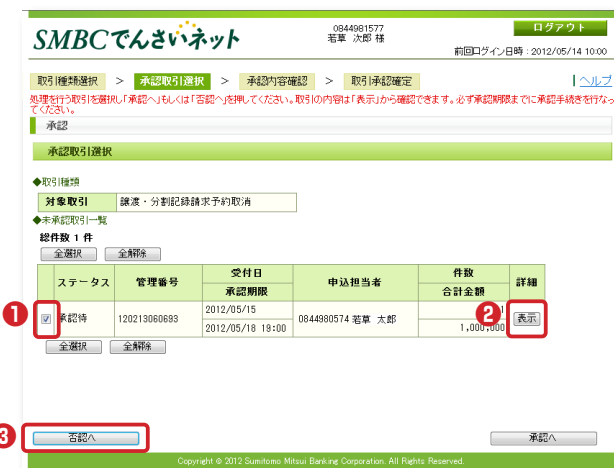 SMBCでんさいネット
0844981577
若草 次郎 様
ログアウト
前回ログイン日時：2012/05/14 10:00
取引種類選択 > 承認取引選択 > 承認内容確認 > 取引承認確定
ヘルプ
処理を行う取引を選択し「承認へ」もしくは「否認へ」を押してください。取引の内容は「表示」から確認できます。必ず承認期限までに承認手続きを行なっ
てください。
承認
承認取引選択
◆取引種類
対象取引 譲渡・分割記録請求予約取消
◆未承認取引一覧
総件数 1 件
全選択 全解除
ステータス 管理番号 受付日 申込担当者 件数 詳細
承認期限 合計金額
1 承認待 120213060693 2012/05/15 0844980574 若草 太郎 2 1 表示
2012/05/18 19:00 1,000,000
全選択 全解除
3 否認へ 承認へ
Copyright © 2012 Sumitomo Mitsui Banking Corporation. All Rights Reserved.